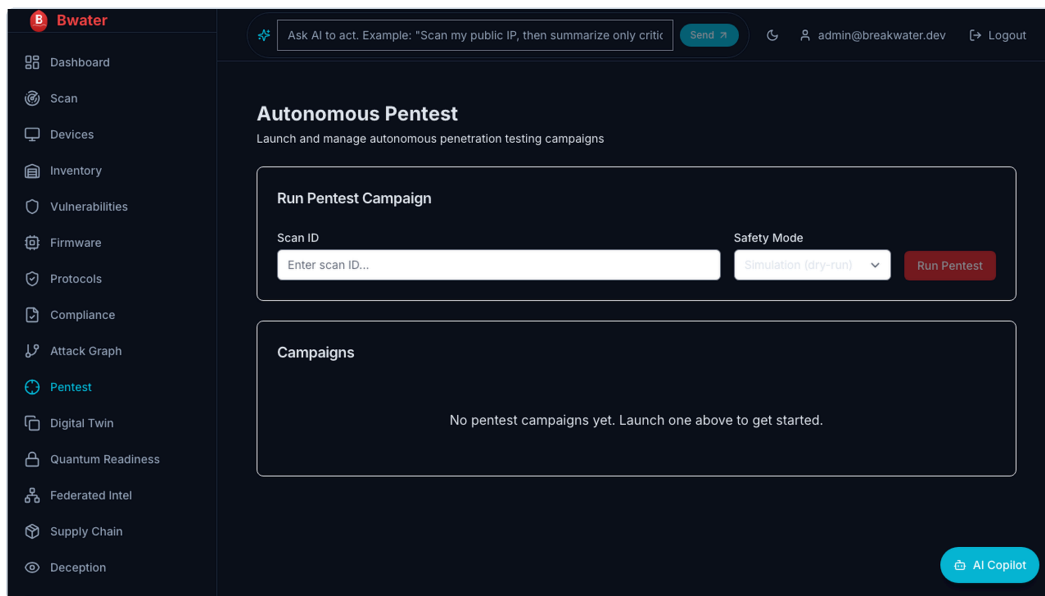 B Bwater
Ask AI to act. Example: "Scan my public IP, then summarize only critic
Send
admin@breakwater.dev
Logout
Dashboard
Scan
Devices
Inventory
Vulnerabilities
Firmware
Protocols
Compliance
Attack Graph
Pentest
Digital Twin
Quantum Readiness
Federated Intel
Supply Chain
Deception
Autonomous Pentest
Launch and manage autonomous penetration testing campaigns
Run Pentest Campaign
Scan ID
Safety Mode
Enter scan ID...
Simulation (dry-run)
Run Pentest
Campaigns
No pentest campaigns yet. Launch one above to get started.
AI Copilot